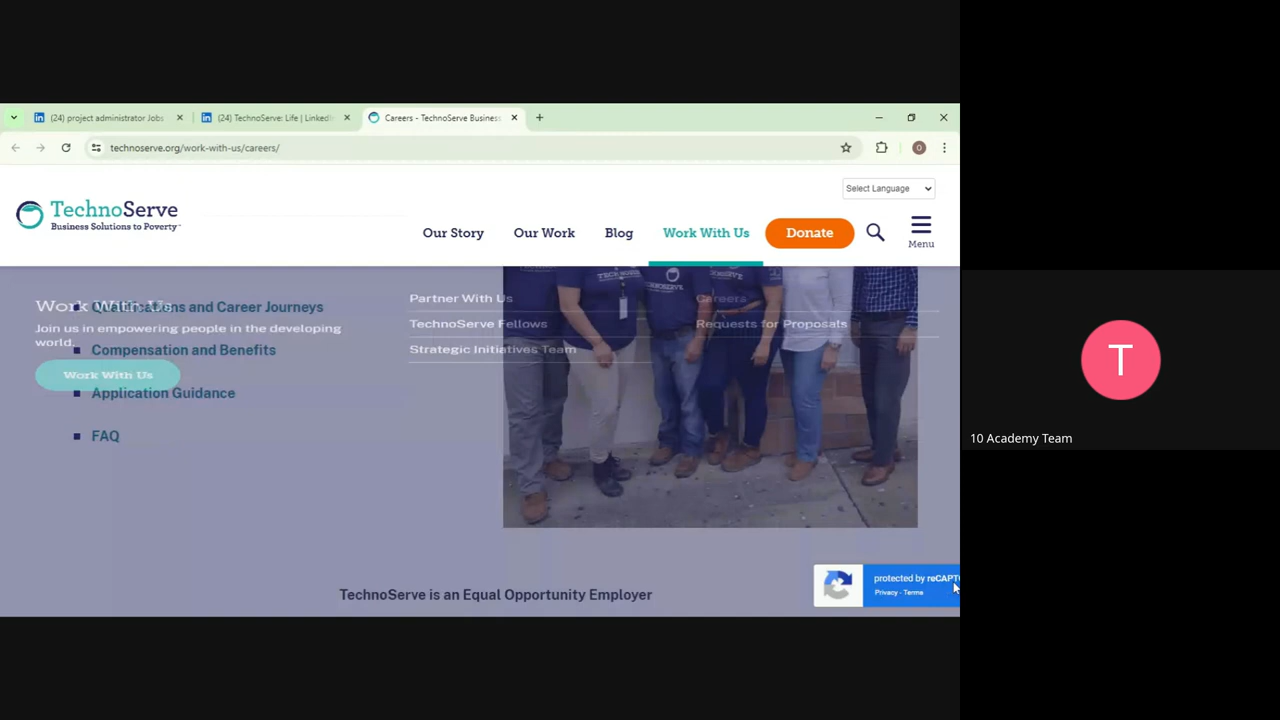 (24) project administrator Jobs
(24) TechnoServe: Life | LinkedIn
Careers - TechnoServe Business
technoserve.org/work-with-us/careers/
O
Select Language
TechnoServe
Business Solutions to Poverty
Our Story
Our Work
Blog
Work With Us
Donate
Menu
Work With Us
Join us in empowering people in the developing
world.
Work With Us
Partner With Us
TechnoServe Fellows
Strategic Initiatives Team
Careers
Requests for Proposals
Qualifications and Career Journeys
Compensation and Benefits
Application Guidance
FAQ
TechnoServe is an Equal Opportunity Employer
protected by reCAPT
Privacy - Terms
T
10 Academy Team